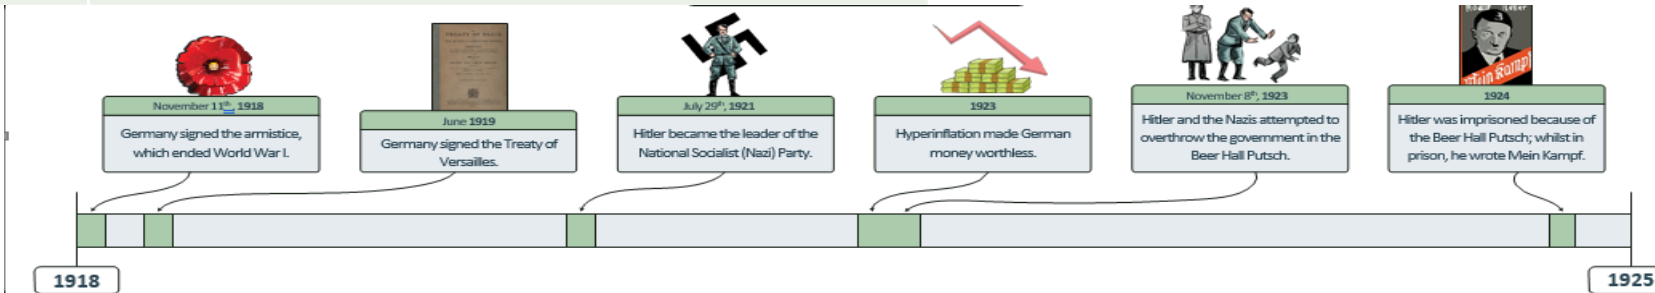 November 11th, 1918
Germany signed the armistice,
which ended World War I.
TREATY OF PEACE
June 1919
Germany signed the Treaty of
Versailles.
July 29th, 1921
Hitler became the leader of the
National Socialist (Nazi) Party.
1923
Hyperinflation made German
money worthless.
November 8th, 1923
Hitler and the Nazis attempted to
overthrow the government in the
Beer Hall Putsch.
Mein Kampf
1924
Hitler was imprisoned because of
the Beer Hall Putsch; whilst in
prison, he wrote Mein Kampf.
1918
1925